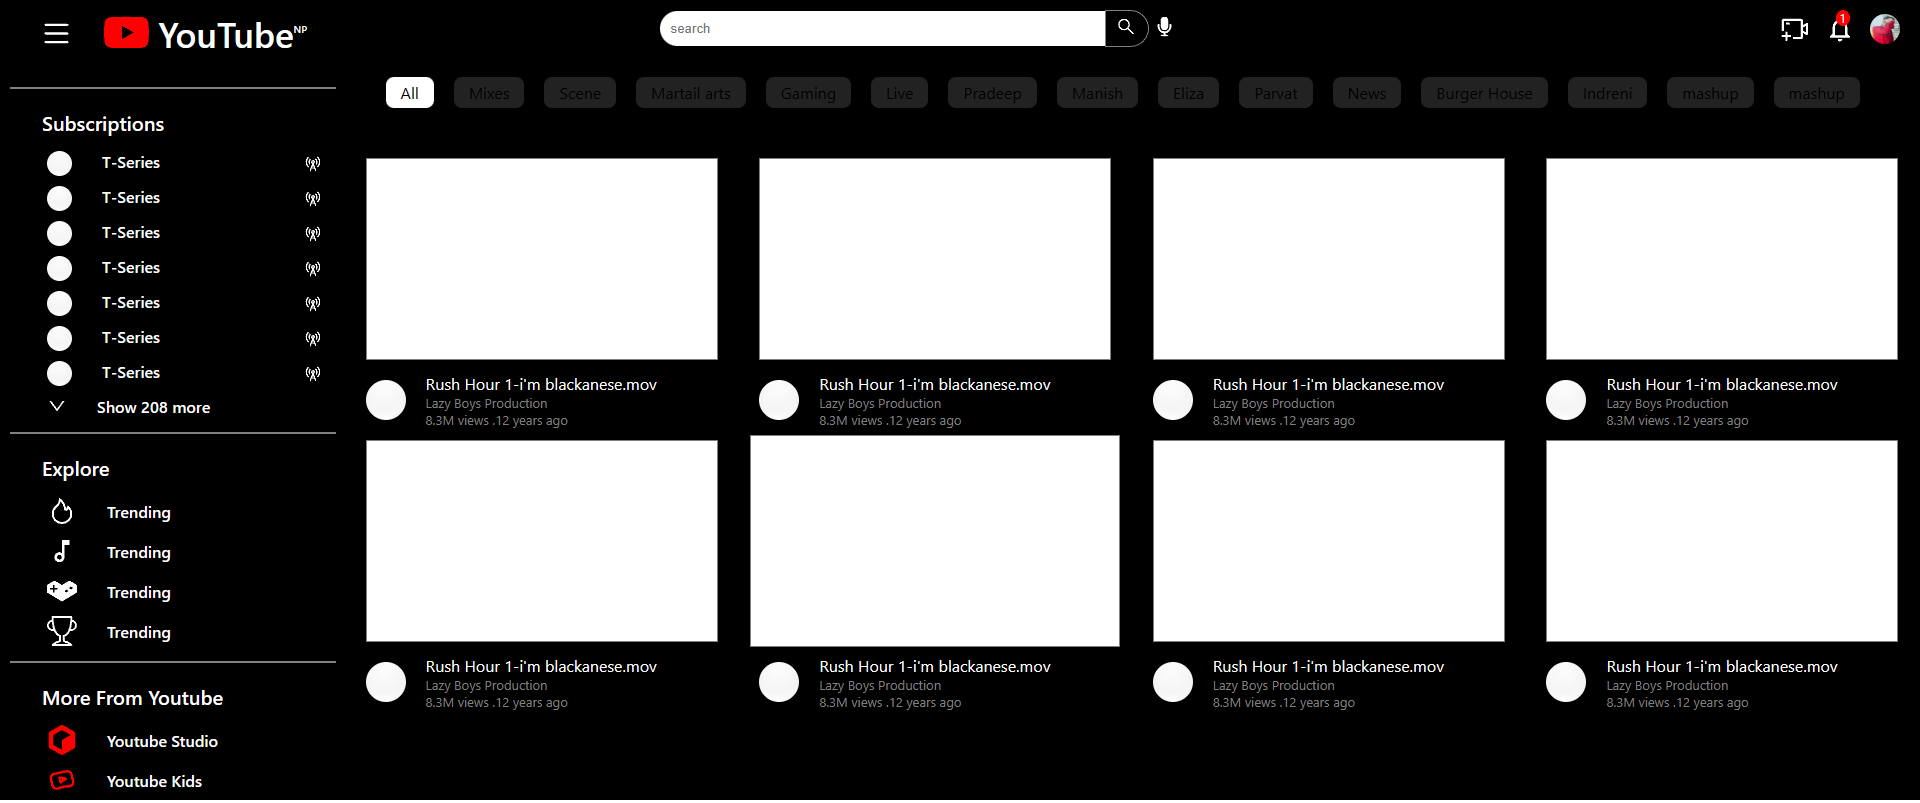 YouTube NP
search
1
All Mixes Scene Martail arts Gaming Live Pradeep Manish Eliza Parvat News Burger House Indreni mashup mashup
Subscriptions
T-Series
T-Series
T-Series
T-Series
T-Series
T-Series
T-Series
Show 208 more
Explore
Trending
Trending
Trending
Trending
More From Youtube
Youtube Studio
Youtube Kids
Rush Hour 1-i'm blackanese.mov
Lazy Boys Production
8.3M views .12 years ago
Rush Hour 1-i'm blackanese.mov
Lazy Boys Production
8.3M views .12 years ago
Rush Hour 1-i'm blackanese.mov
Lazy Boys Production
8.3M views .12 years ago
Rush Hour 1-i'm blackanese.mov
Lazy Boys Production
8.3M views .12 years ago
Rush Hour 1-i'm blackanese.mov
Lazy Boys Production
8.3M views .12 years ago
Rush Hour 1-i'm blackanese.mov
Lazy Boys Production
8.3M views .12 years ago
Rush Hour 1-i'm blackanese.mov
Lazy Boys Production
8.3M views .12 years ago
Rush Hour 1-i'm blackanese.mov
Lazy Boys Production
8.3M views .12 years ago